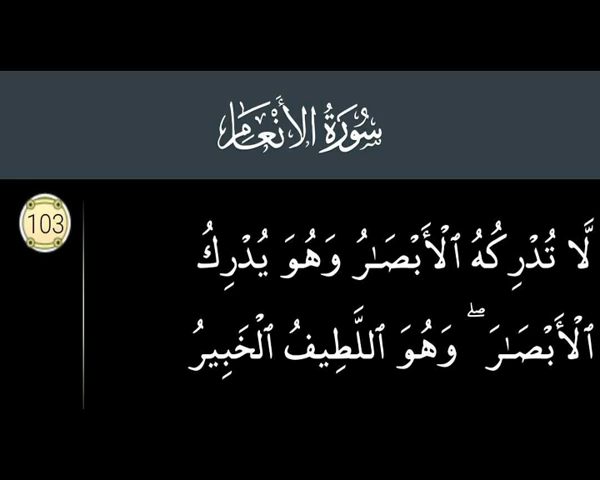 سُورَةُ الأَنْعَامِ
103
لَّا تُدْرِكُهُ ٱلْأَبْصَـٰرُ وَهُوَ يُدْرِكُ
ٱلْأَبْصَـٰرَ ۖ وَهُوَ ٱللَّطِيفُ ٱلْخَبِيرُ